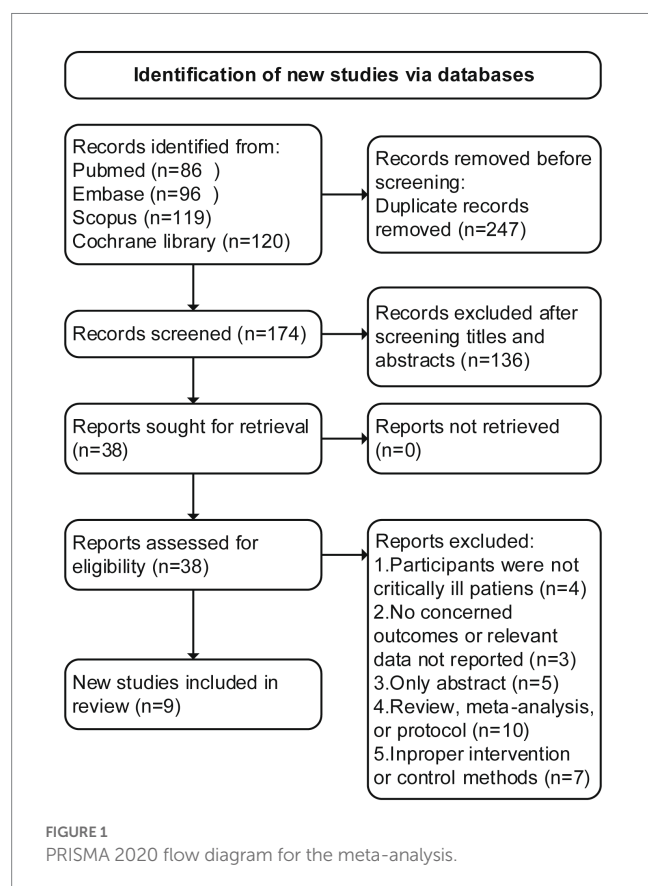 Identification of new studies via databases
Records identified from:
Pubmed (n=86  )
Embase (n=96  )
Scopus (n=119)
Cochrane library (n=120)
Records removed before
screening:
Duplicate records
removed (n=247)
Records screened (n=174)
Records excluded after
screening titles and
abstracts (n=136)
Reports sought for retrieval
(n=38)
Reports not retrieved
(n=0)
Reports assessed for
eligibility (n=38)
Reports excluded:
1.Participants were not
critically ill patiens (n=4)
2.No concerned
outcomes or relevant
data not reported (n=3)
3.Only abstract (n=5)
4.Review, meta-analysis,
or protocol (n=10)
5.Inproper intervention
or control methods (n=7)
New studies included in
review (n=9)
FIGURE 1
PRISMA 2020 flow diagram for the meta-analysis.